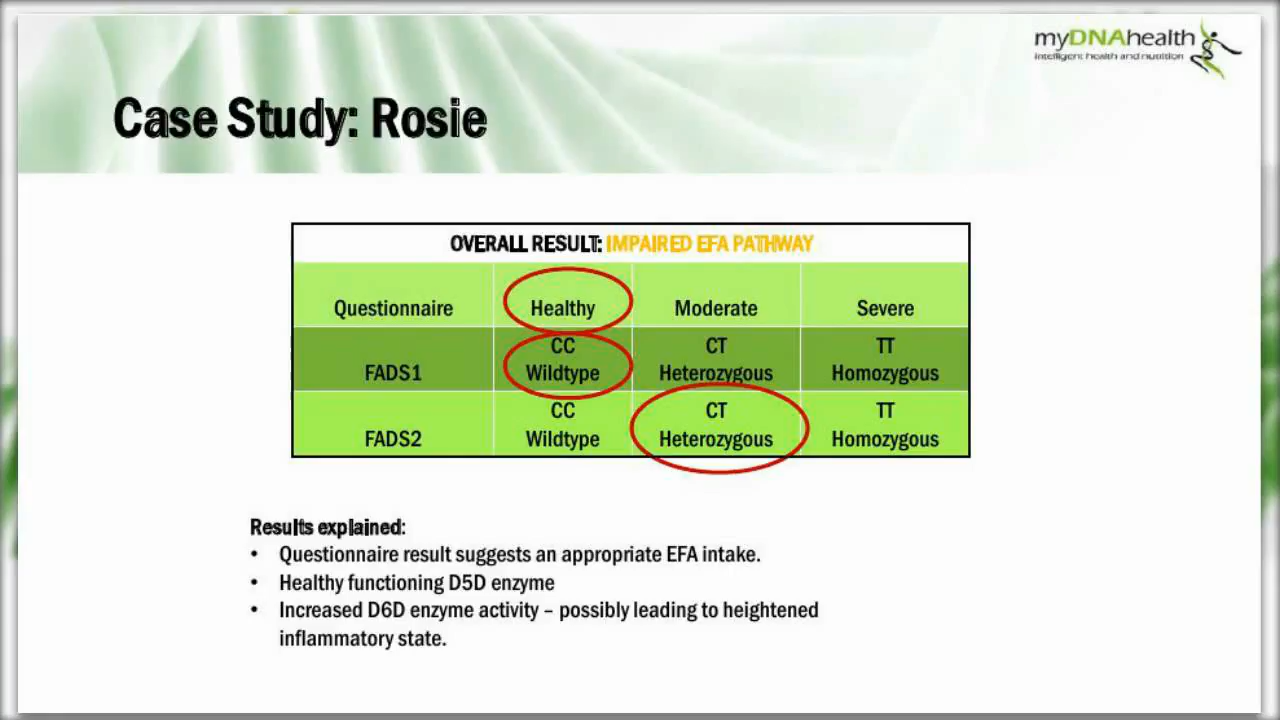 myDNAhealth
intelligent health and nutrition
Case Study: Rosie
OVERALL RESULT: IMPAIRED EFA PATHWAY
Questionnaire Healthy Moderate Severe
CC CT TT
FADS1 Wildtype Heterozygous Homozygous
CC CT TT
FADS2 Wildtype Heterozygous Homozygous
Results explained:
• Questionnaire result suggests an appropriate EFA intake.
• Healthy functioning D5D enzyme
• Increased D6D enzyme activity – possibly leading to heightened
inflammatory state.